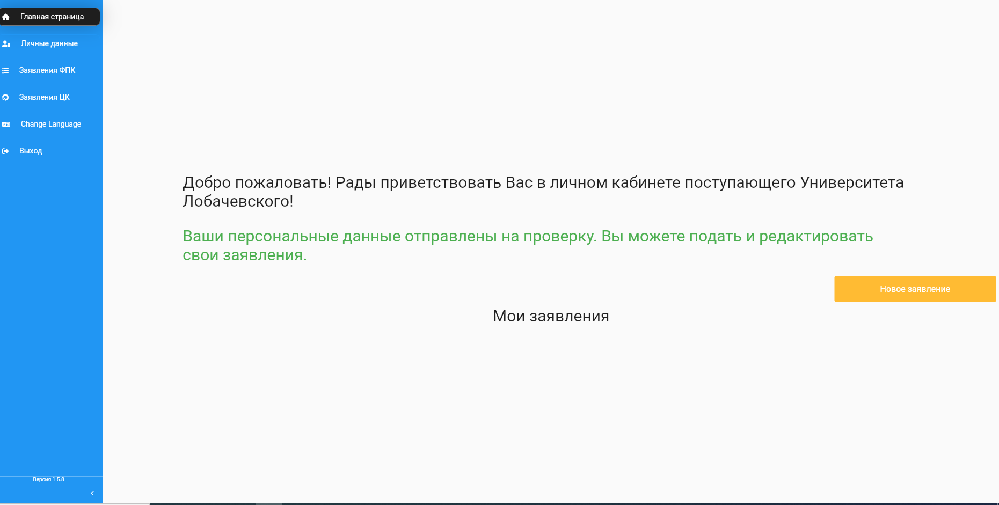 Главная страница
Личные данные
Заявления ФПК
Заявления ЦК
Change Language
Выход
Добро пожаловать! Рады приветствовать Вас в личном кабинете поступающего Университета
Лобачевского!
Ваши персональные данные отправлены на проверку. Вы можете подать и редактировать
свои заявления.
Новое заявление
Мои заявления
Версия 1.5.8